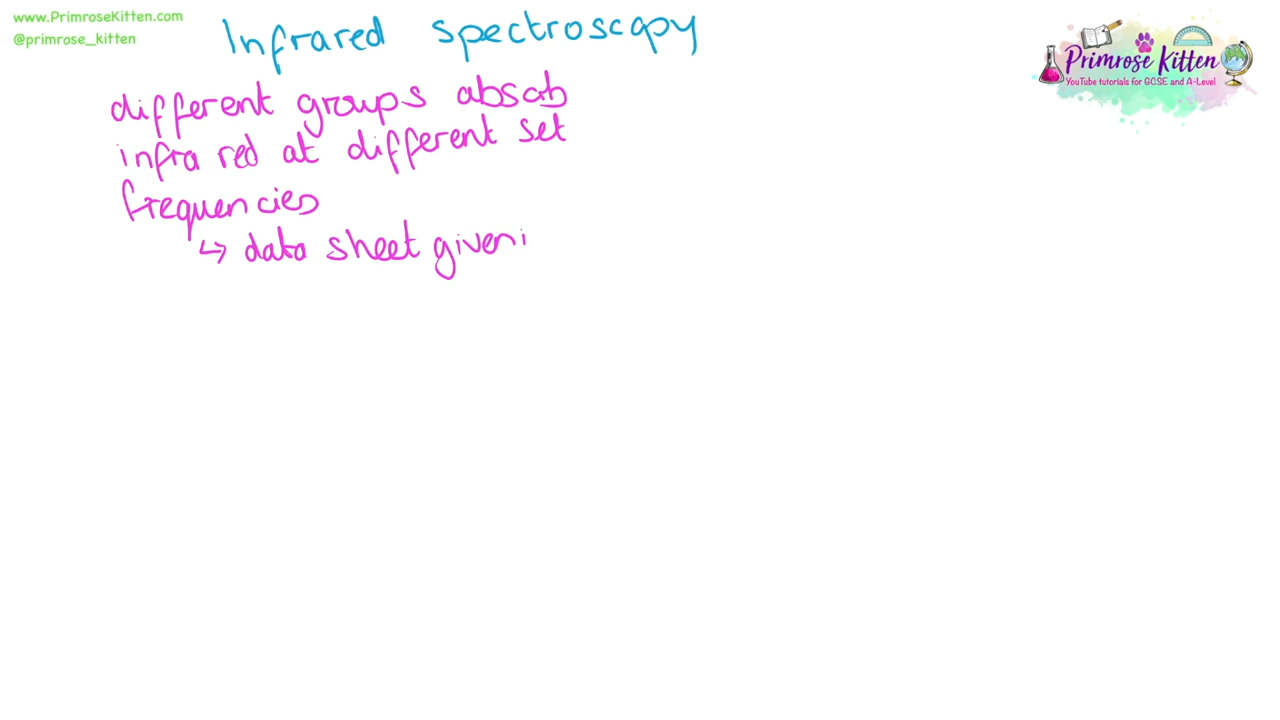 www.PrimroseKitten.com
@primrose_kitten
Infrared spectroscopy
Primrose Kitten
YouTube tutorials for GCSE and A-Level
different groups absob
infra red at different set
frequencies
↳ data sheet given